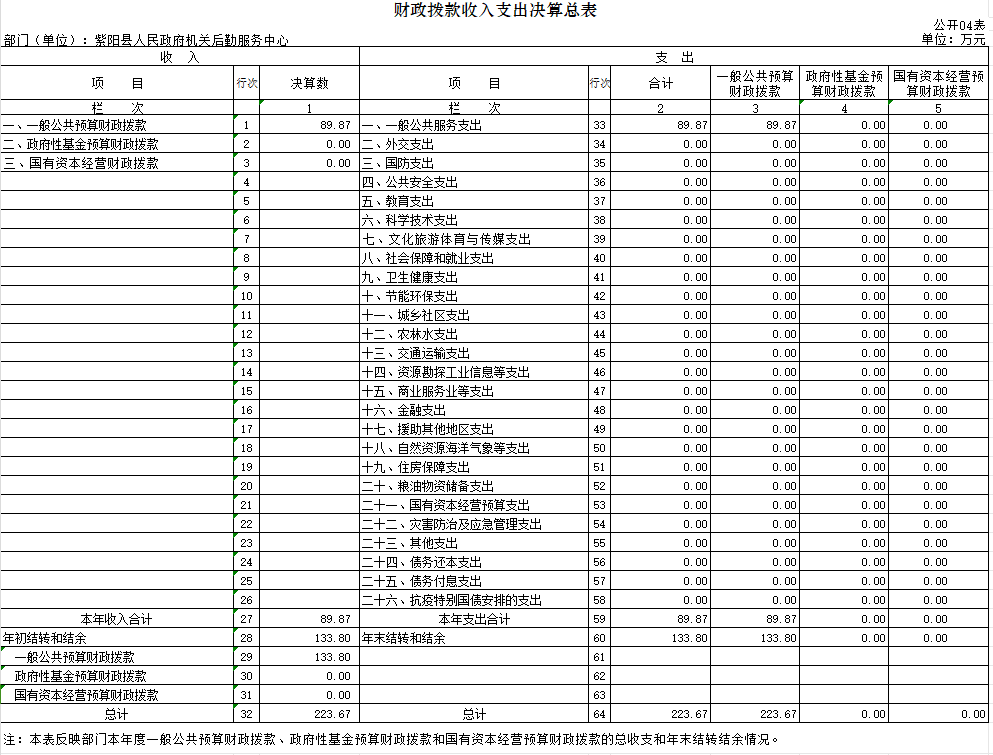 财政拨款收入支出决算总表
公开04表
部门（单位）：紫阳县人民政府机关后勤服务中心 单位：万元
收 入 支 出
项 目 行次 决算数 项 目 行次 合计 一般公共预算财政拨款 政府性基金预算财政拨款 国有资本经营预算财政拨款
栏 次 1 栏 次 2 3 4 5
一、一般公共预算财政拨款 1 89.87 一、一般公共服务支出 33 89.87 89.87 0.00 0.00
二、政府性基金预算财政拨款 2 0.00 二、外交支出 34 0.00 0.00 0.00 0.00
三、国有资本经营财政拨款 3 0.00 三、国防支出 35 0.00 0.00 0.00 0.00
4 四、公共安全支出 36 0.00 0.00 0.00 0.00
5 五、教育支出 37 0.00 0.00 0.00 0.00
6 六、科学技术支出 38 0.00 0.00 0.00 0.00
7 七、文化旅游体育与传媒支出 39 0.00 0.00 0.00 0.00
8 八、社会保障和就业支出 40 0.00 0.00 0.00 0.00
9 九、卫生健康支出 41 0.00 0.00 0.00 0.00
10 十、节能环保支出 42 0.00 0.00 0.00 0.00
11 十一、城乡社区支出 43 0.00 0.00 0.00 0.00
12 十二、农林水支出 44 0.00 0.00 0.00 0.00
13 十三、交通运输支出 45 0.00 0.00 0.00 0.00
14 十四、资源勘探工业信息等支出 46 0.00 0.00 0.00 0.00
15 十五、商业服务业等支出 47 0.00 0.00 0.00 0.00
16 十六、金融支出 48 0.00 0.00 0.00 0.00
17 十七、援助其他地区支出 49 0.00 0.00 0.00 0.00
18 十八、自然资源海洋气象等支出 50 0.00 0.00 0.00 0.00
19 十九、住房保障支出 51 0.00 0.00 0.00 0.00
20 二十、粮油物资储备支出 52 0.00 0.00 0.00 0.00
21 二十一、国有资本经营预算支出 53 0.00 0.00 0.00 0.00
22 二十二、灾害防治及应急管理支出 54 0.00 0.00 0.00 0.00
23 二十三、其他支出 55 0.00 0.00 0.00 0.00
24 二十四、债务还本支出 56 0.00 0.00 0.00 0.00
25 二十五、债务付息支出 57 0.00 0.00 0.00 0.00
26 二十六、抗疫特别国债安排的支出 58 0.00 0.00 0.00 0.00
本年收入合计 27 89.87 本年支出合计 59 89.87 89.87 0.00 0.00
年初结转和结余 28 133.80 年末结转和结余 60 133.80 133.80 0.00 0.00
一般公共预算财政拨款 29 133.80 61
政府性基金预算财政拨款 30 0.00 62
国有资本经营预算财政拨款 31 0.00 63
总计 32 223.67 总计 64 223.67 223.67 0.00 0.00
注：本表反映部门本年度一般公共预算财政拨款、政府性基金预算财政拨款和国有资本经营预算财政拨款的总收支和年末结转结余情况。